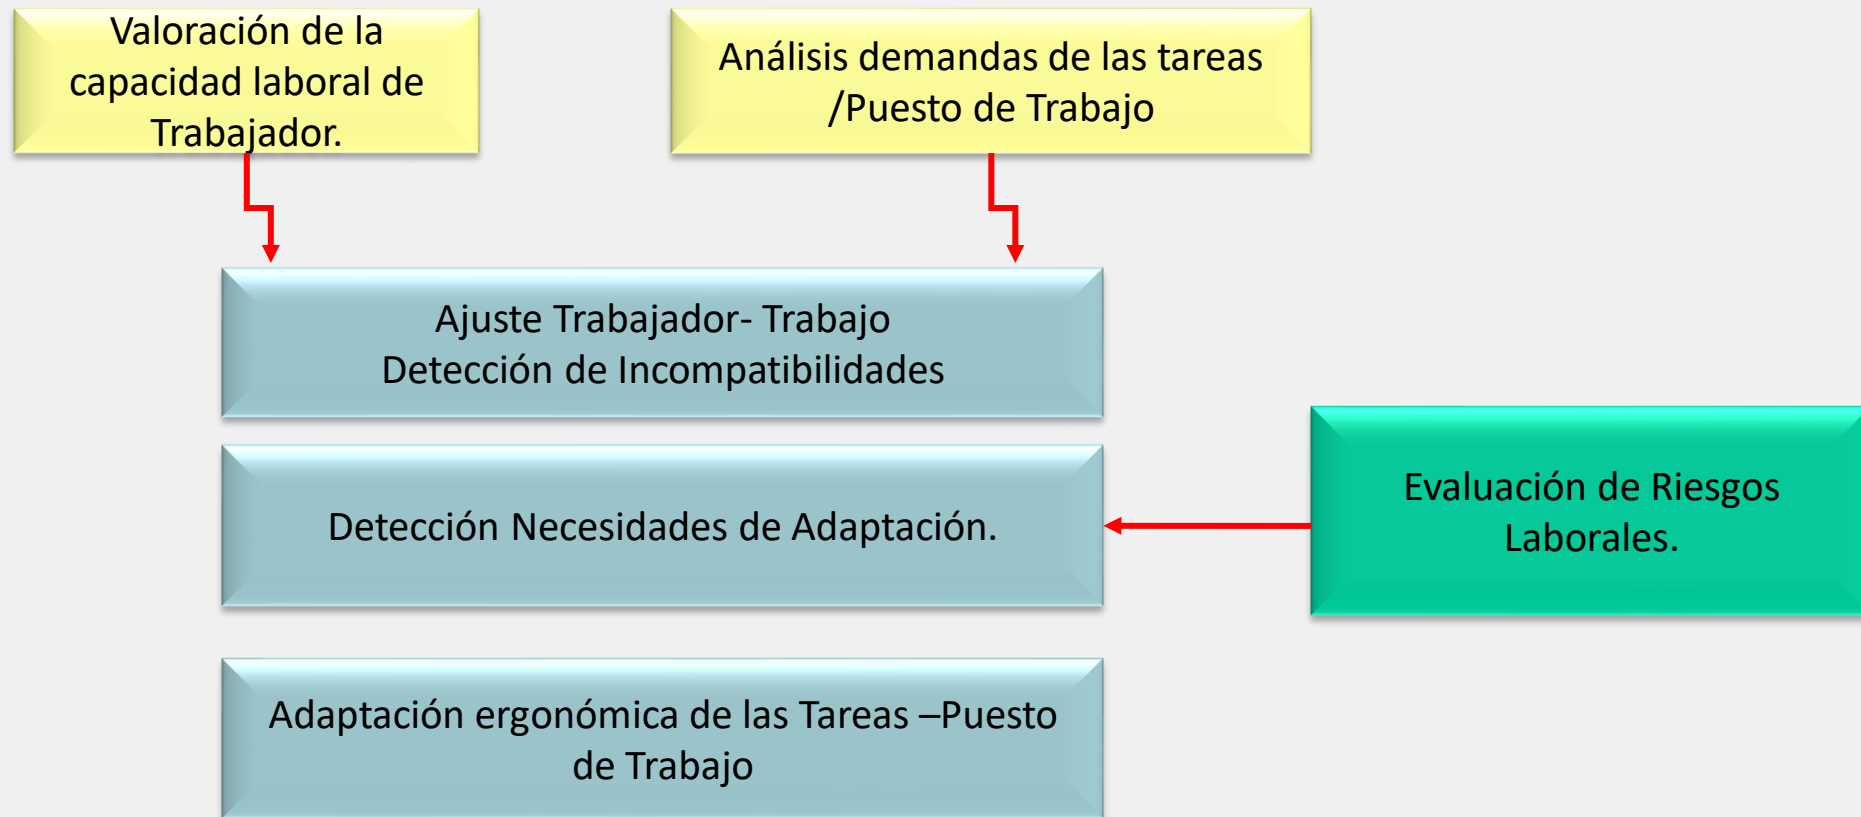 Valoración de la
capacidad laboral de
Trabajador.
Análisis demandas de las tareas
/Puesto de Trabajo
Ajuste Trabajador- Trabajo
Detección de Incompatibilidades
Detección Necesidades de Adaptación.
Evaluación de Riesgos
Laborales.
Adaptación ergonómica de las Tareas –Puesto
de Trabajo